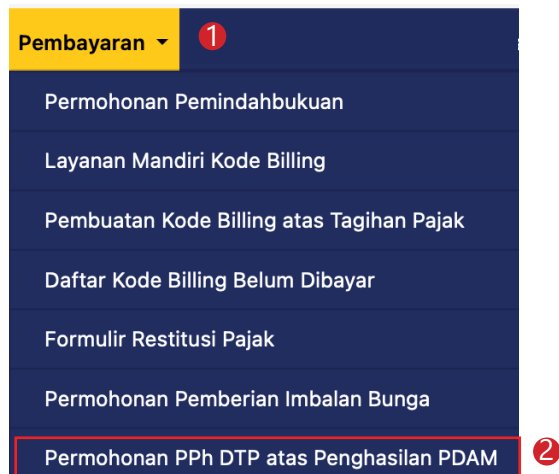 Pembayaran 1
Permohonan Pemindahbukuan
Layanan Mandiri Kode Billing
Pembuatan Kode Billing atas Tagihan Pajak
Daftar Kode Billing Belum Dibayar
Formulir Restitusi Pajak
Permohonan Pemberian Imbalan Bunga
Permohonan PPh DTP atas Penghasilan PDAM 2